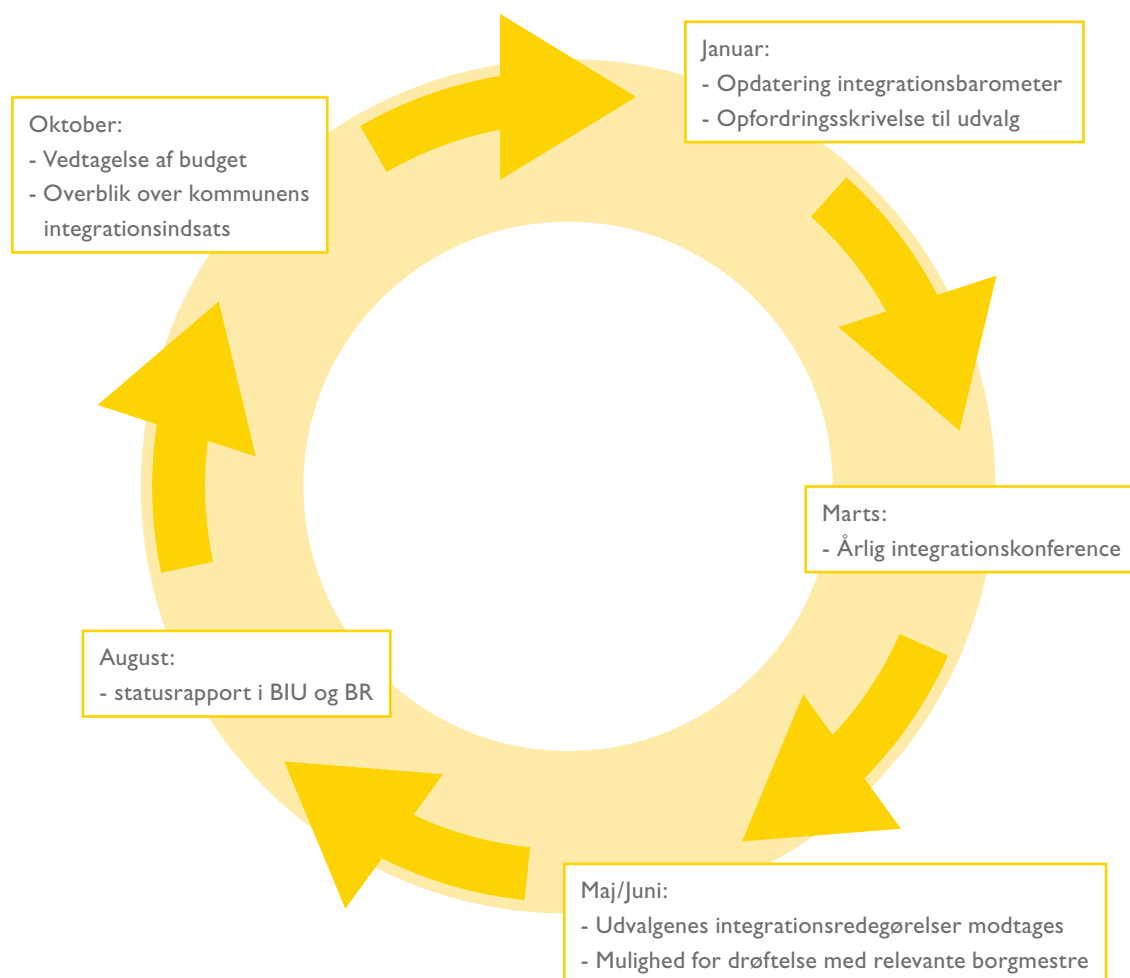 Januar:
- Opdatering integrationsbarometer
- Opfordringsskrivelse til udvalg
Marts:
- Årlig integrationskonference
Maj/Juni:
- Udvalgenes integrationsredegørelser modtages
- Mulighed for drøftelse med relevante borgmestre
August:
- statusrapport i BIU og BR
Oktober:
- Vedtagelse af budget
- Overblik over kommunens
integrationsindsats